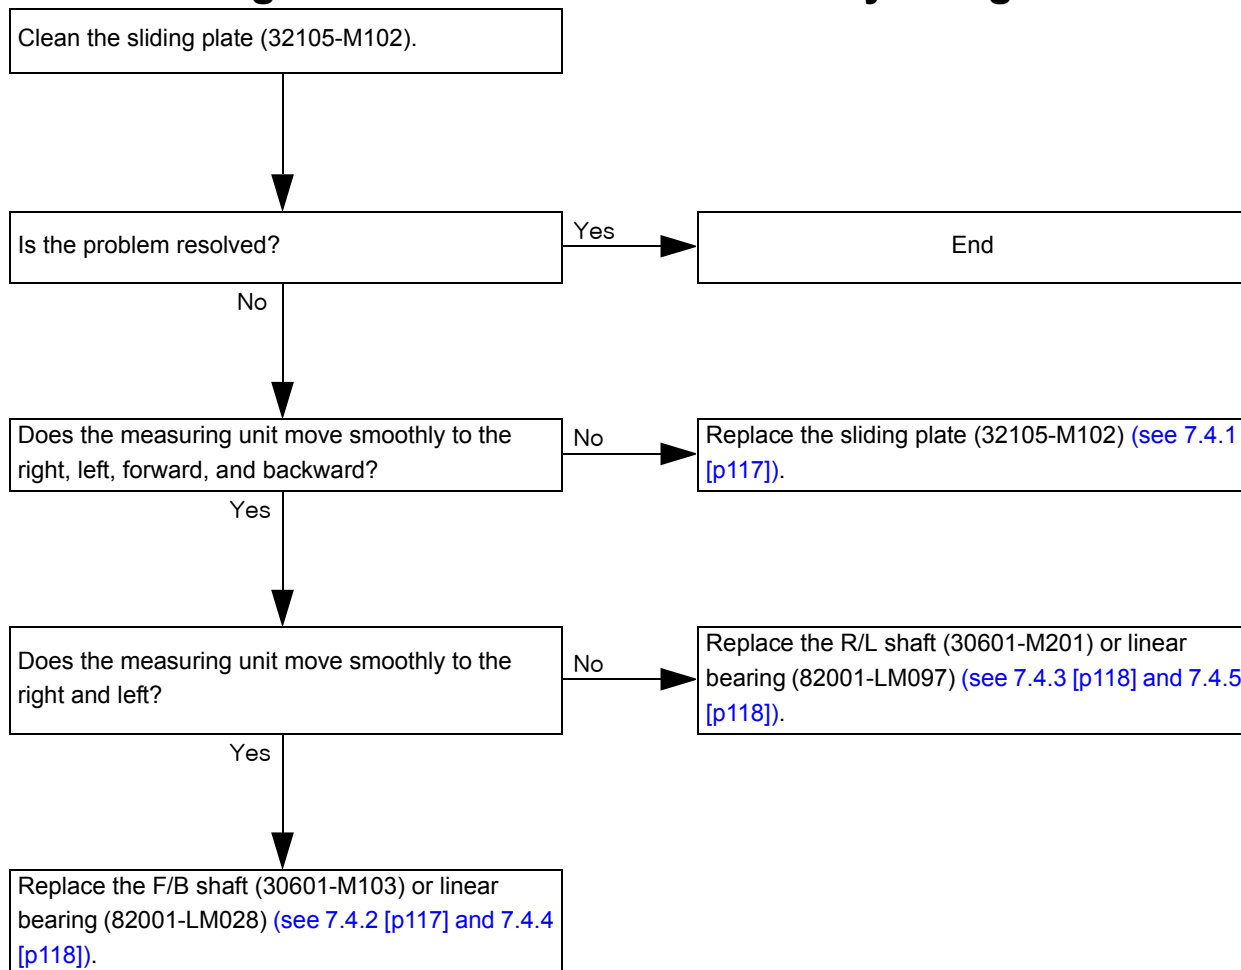 Clean the sliding plate (32105-M102).
Is the problem resolved?
Yes
End
No
Does the measuring unit move smoothly to the
right, left, forward, and backward?
No
Replace the sliding plate (32105-M102) (see 7.4.1
[p117]).
Yes
Does the measuring unit move smoothly to the
right and left?
No
Replace the R/L shaft (30601-M201) or linear
bearing (82001-LM097) (see 7.4.3 [p118] and 7.4.5
[p118]).
Yes
Replace the F/B shaft (30601-M103) or linear
bearing (82001-LM028) (see 7.4.2 [p117] and 7.4.4
[p118]).